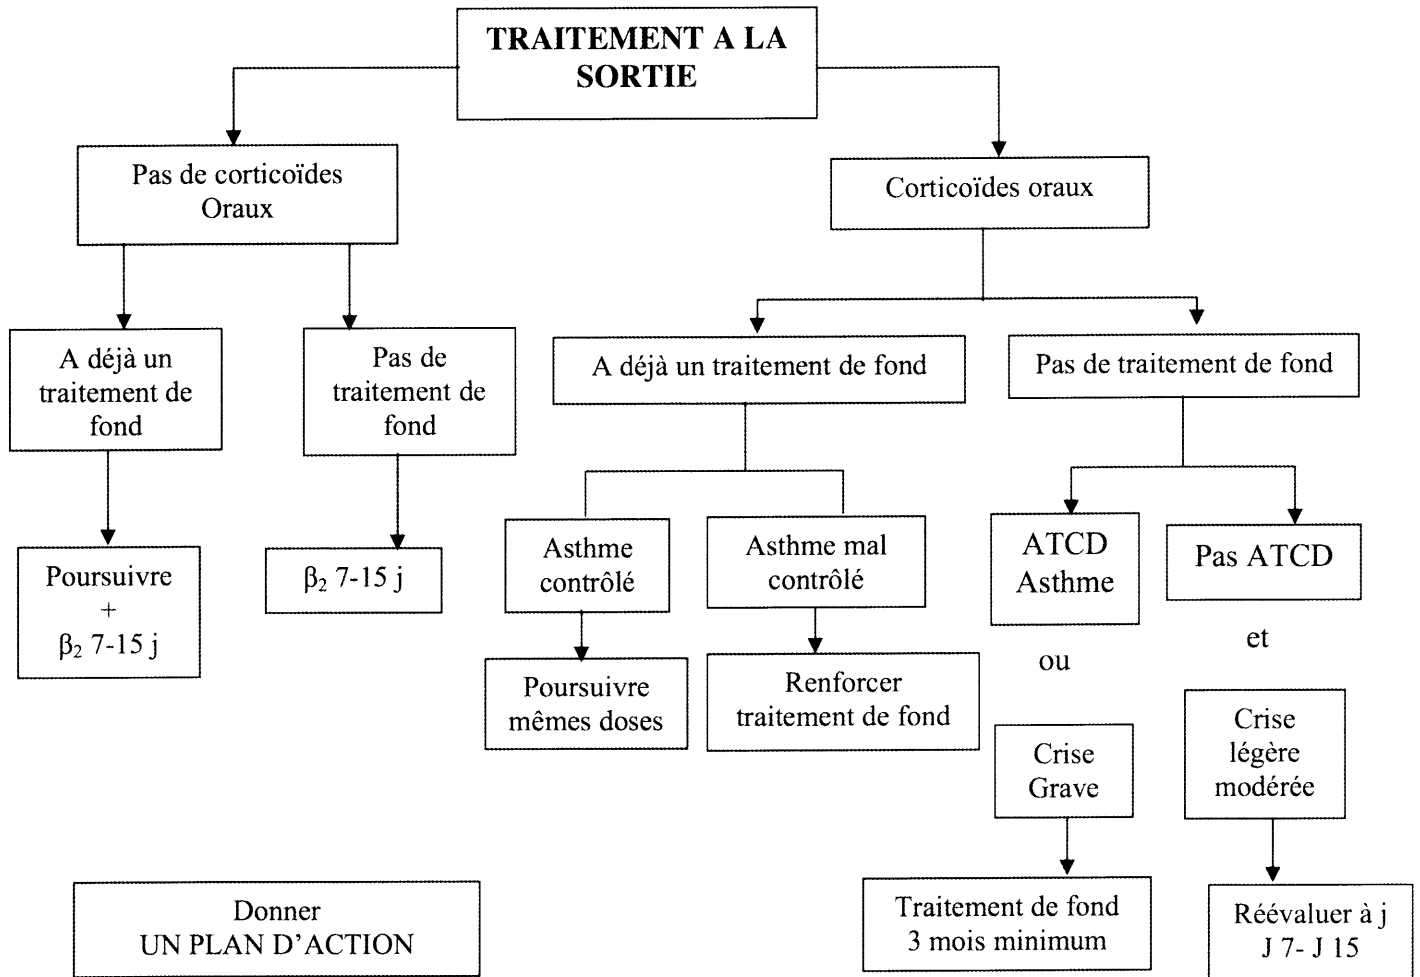 TRAITEMENT A LA
SORTIE
Pas de corticoïdes
Oraux
Corticoïdes oraux
A déjà un
traitement de
fond
Pas de
traitement de
fond
A déjà un traitement de fond
Pas de traitement de fond
Poursuivre
+
β₂ 7-15 j
β₂ 7-15 j
Asthme
contrôlé
Asthme mal
contrôlé
ATCD
Asthme
Pas ATCD
ou
et
Poursuivre
mêmes doses
Renforcer
traitement de fond
Crise
Grave
Crise
légère
modérée
Donner
UN PLAN D’ACTION
Traitement de fond
3 mois minimum
Réévaluer à j
J 7- J 15